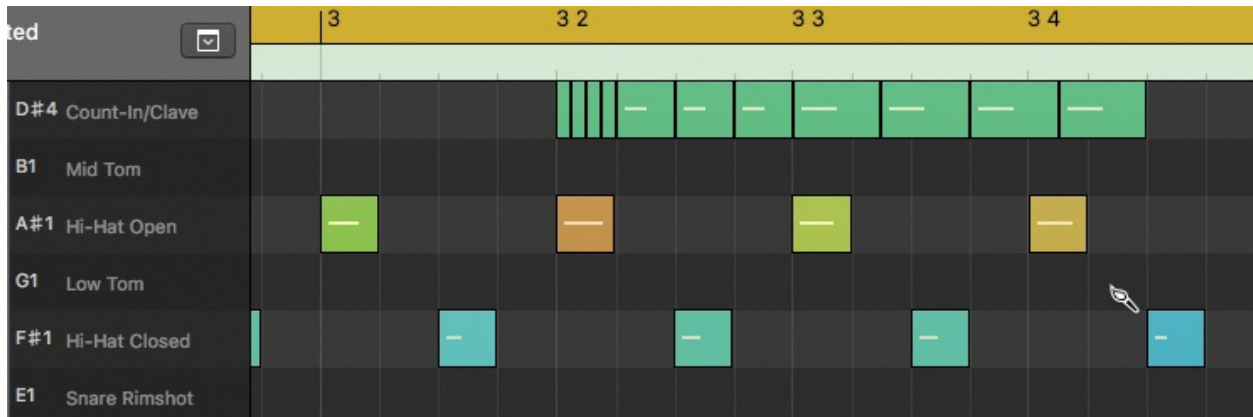 ted
3 3 2 3 3 3 4
D♯4 Count-In/Clave
B1 Mid Tom
A♯1 Hi-Hat Open
G1 Low Tom
F♯1 Hi-Hat Closed
E1 Snare Rimshot